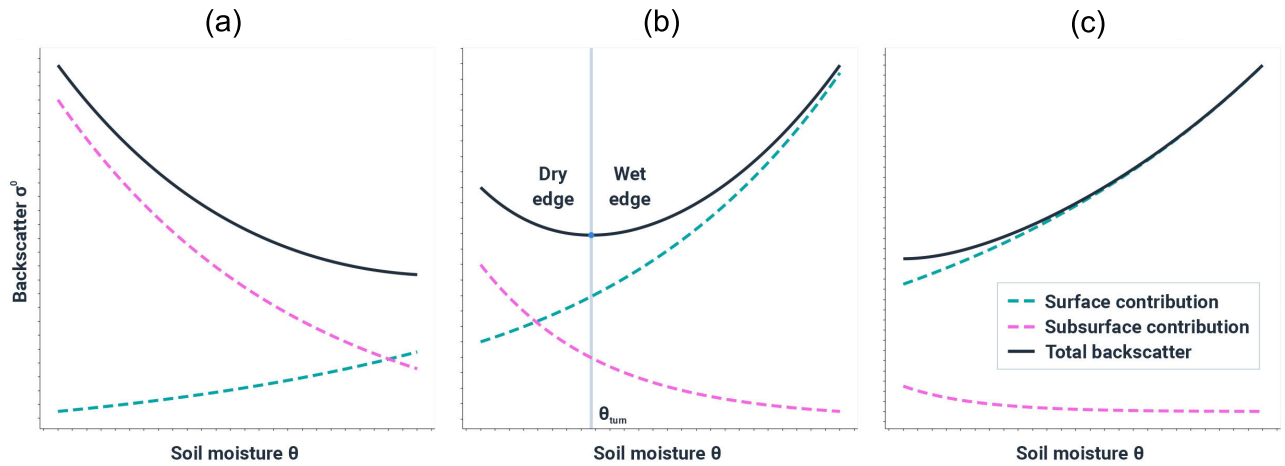 (a)
(b)
(c)
Backscatter σ⁰
Dry
edge
Wet
edge
θturn
Surface contribution
Subsurface contribution
Total backscatter
Soil moisture θ
Soil moisture θ
Soil moisture θ